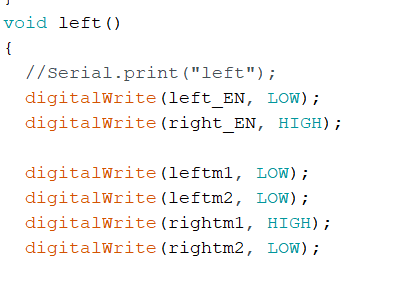 void left()
{
  //Serial.print("left");
  digitalWrite(left_EN, LOW);
  digitalWrite(right_EN, HIGH);

  digitalWrite(leftm1, LOW);
  digitalWrite(leftm2, LOW);
  digitalWrite(rightm1, HIGH);
  digitalWrite(rightm2, LOW);